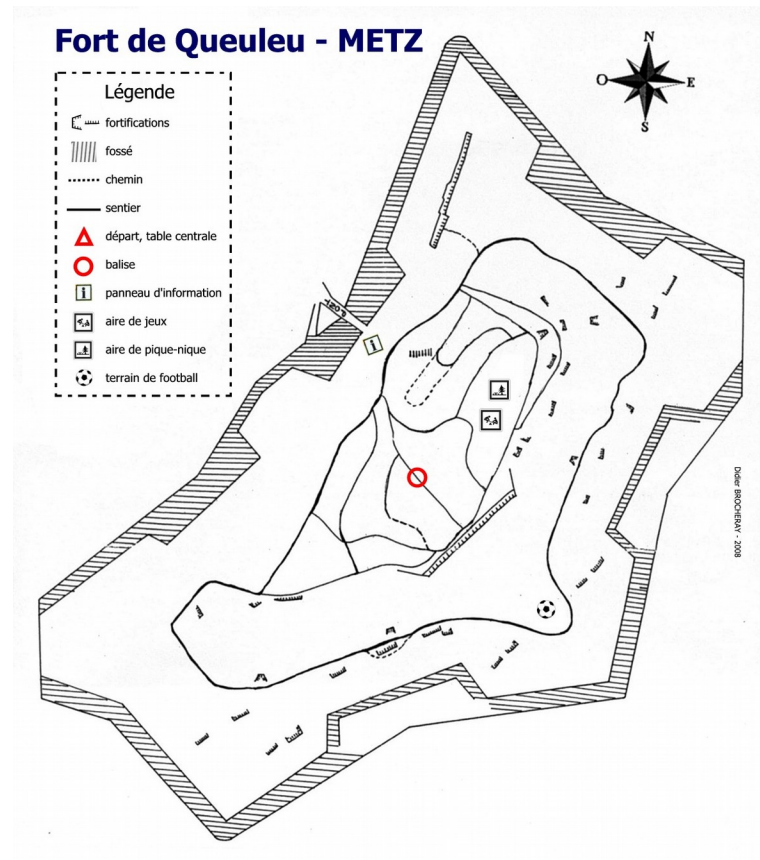 Fort de Queuleu - METZ
Légende
fortifications
fossé
chemin
sentier
départ, table centrale
balise
panneau d'information
aire de jeux
aire de pique-nique
terrain de football
N
O
E
S
PONT
i
i
Didier BROCHERAY - 2008